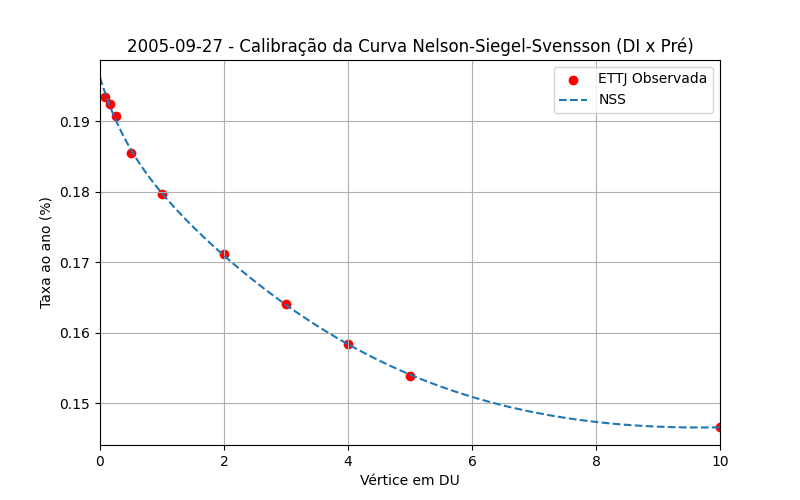 2005-09-27 - Calibração da Curva Nelson-Siegel-Svensson (DI x Pré)
ETTJ Observada
NSS
Taxa ao ano (%)
0.19
0.18
0.17
0.16
0.15
0 2 4 6 8 10
Vértice em DU